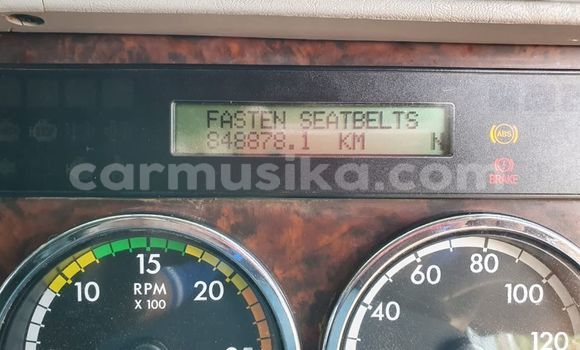 FASTEN SEATBELTS
848878.1 KM N
ABS
BRAKE
carmusika.com
15
10 RPM 20
X 100
25
80
60 100
40 120